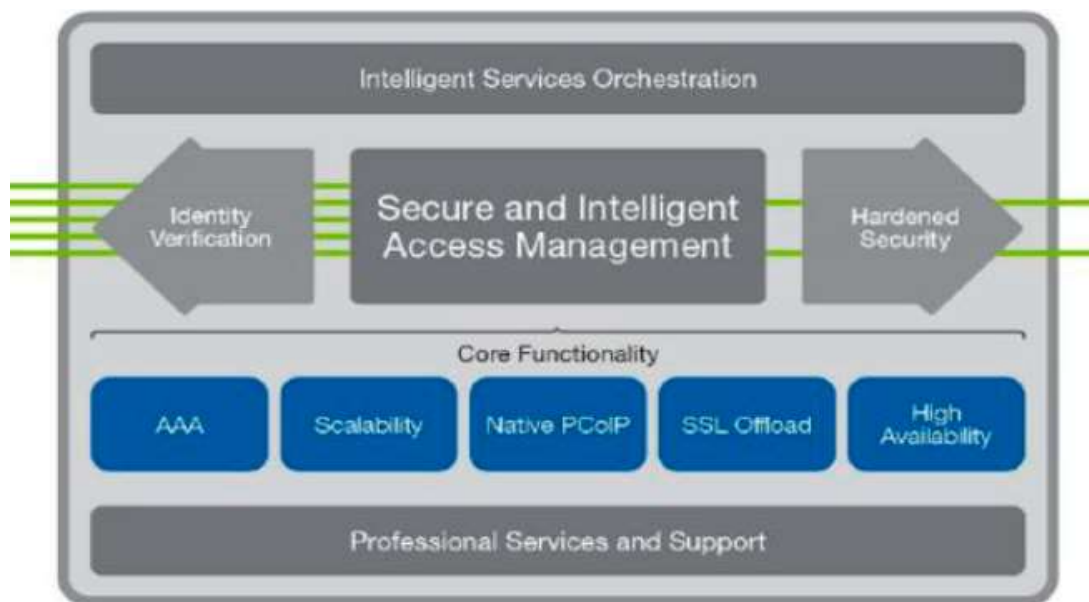 Intelligent Services Orchestration
Identity
Verification
Secure and Intelligent
Access Management
Hardened
Security
Core Functionality
AAA
Scalability
Native PCoIP
SSL Offload
High
Availability
Professional Services and Support